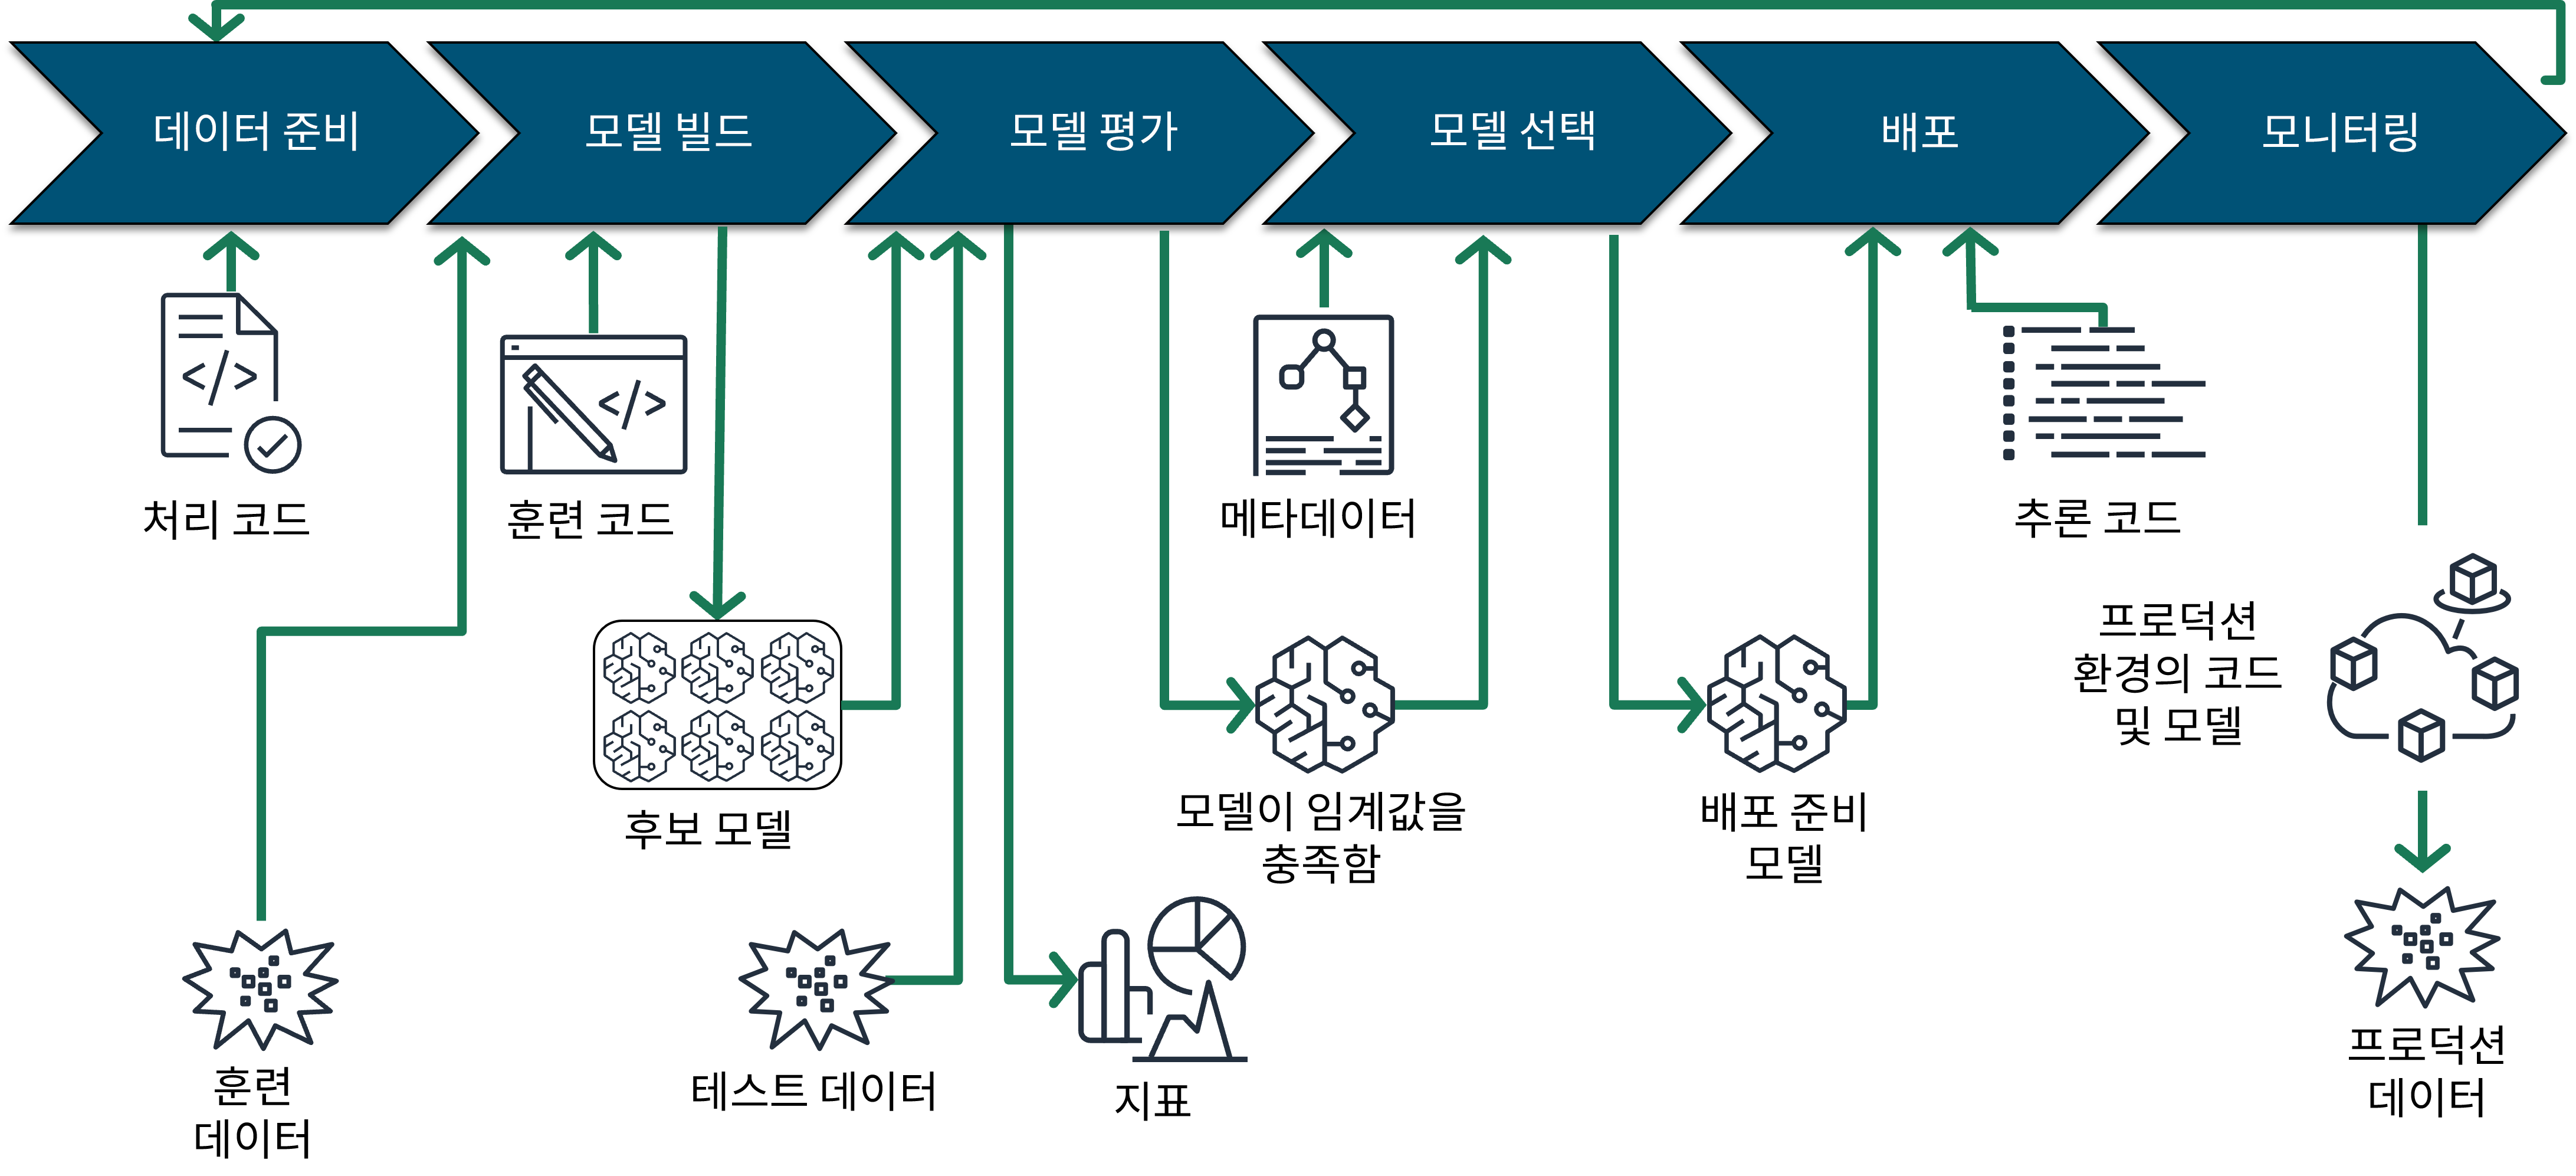 데이터 준비
모델 빌드
모델 평가
모델 선택
배포
모니터링
처리 코드
훈련 코드
메타데이터
추론 코드
프로덕션
환경의 코드
및 모델
후보 모델
모델이 임계값을
충족함
배포 준비
모델
훈련
데이터
테스트 데이터
지표
프로덕션
데이터